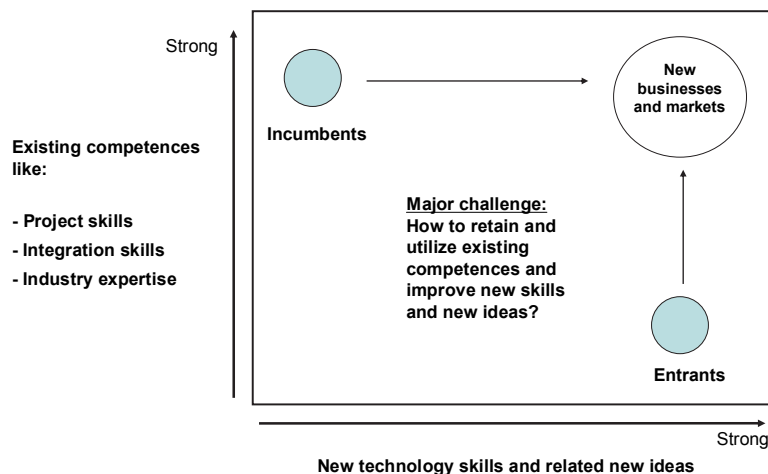 Strong
Existing competences
like:
- Project skills
- Integration skills
- Industry expertise
Incumbents
New
businesses
and markets
Major challenge:
How to retain and
utilize existing
competences and
improve new skills
and new ideas?
Entrants
Strong
New technology skills and related new ideas